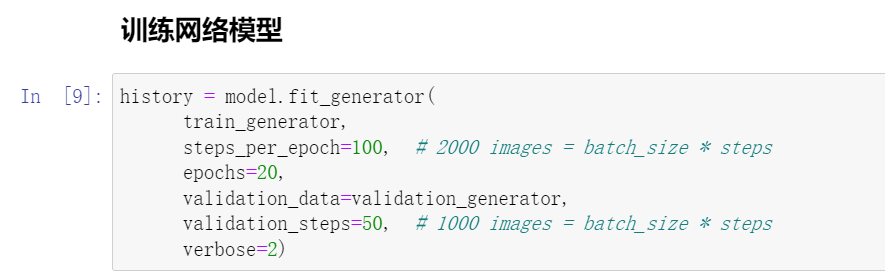 训练网络模型
In [9]: history = model.fit_generator(
train_generator,
steps_per_epoch=100,  # 2000 images = batch_size * steps
epochs=20,
validation_data=validation_generator,
validation_steps=50,  # 1000 images = batch_size * steps
verbose=2)